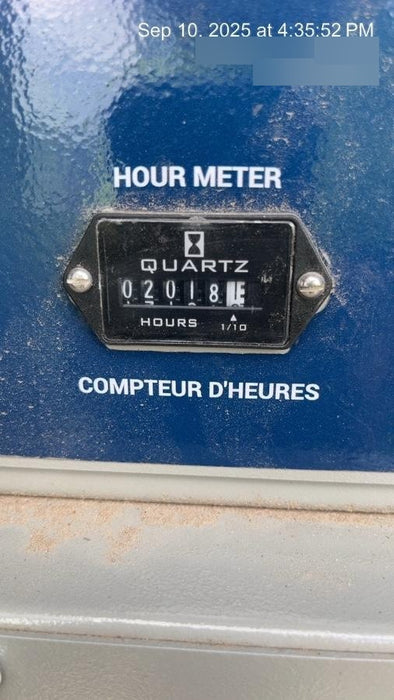 Sep 10. 2025 at 4:35:52 PM
HOUR METER
QUARTZ
02018
HOURS 1/10
COMPTEUR D'HEURES